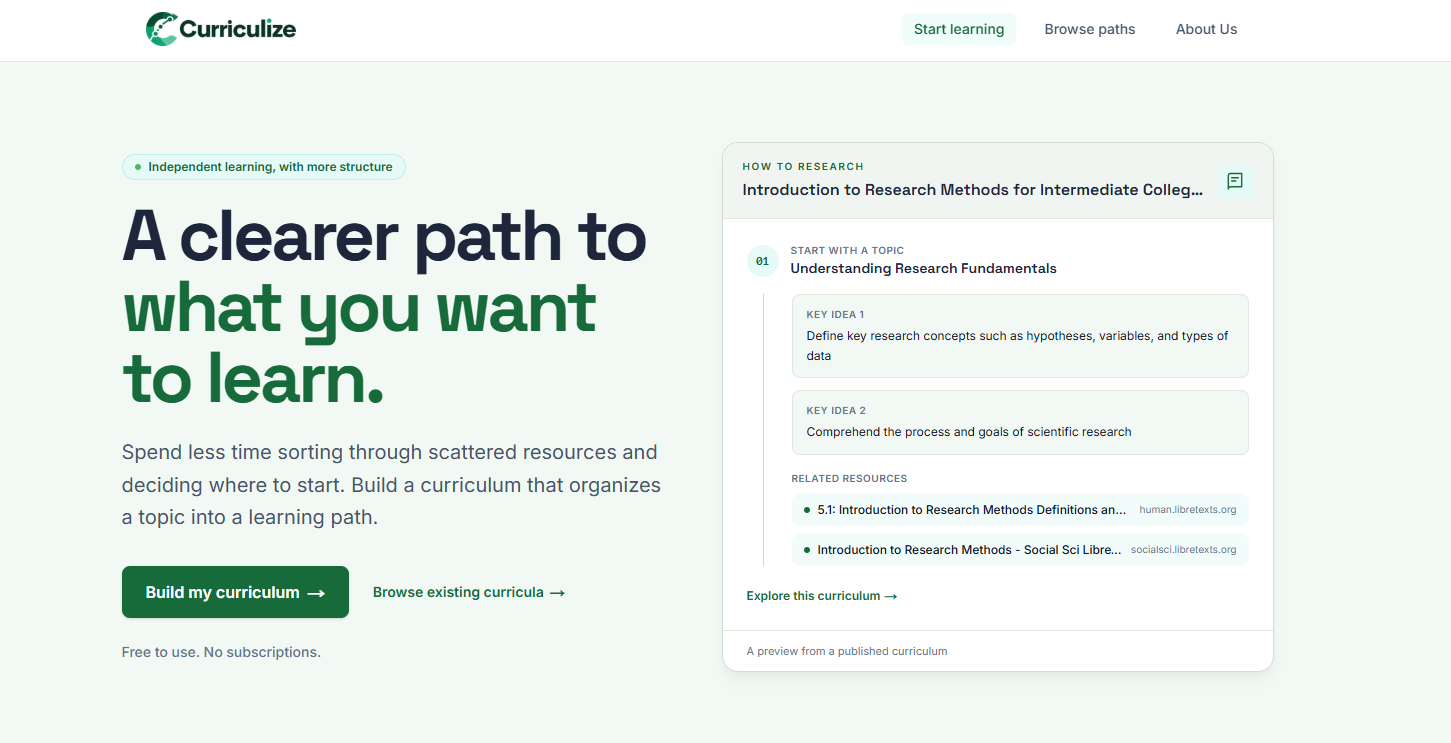 Curriculize
Start learning
Browse paths
About Us
Independent learning, with more structure
A clearer path to
what you want
to learn.
Spend less time sorting through scattered resources and
deciding where to start. Build a curriculum that organizes
a topic into a learning path.
Build my curriculum →
Browse existing curricula →
Free to use. No subscriptions.
HOW TO RESEARCH
Introduction to Research Methods for Intermediate Colleg...
01
START WITH A TOPIC
Understanding Research Fundamentals
KEY IDEA 1
Define key research concepts such as hypotheses, variables, and types of
data
KEY IDEA 2
Comprehend the process and goals of scientific research
RELATED RESOURCES
5.1: Introduction to Research Methods Definitions an... human.libretexts.org
Introduction to Research Methods - Social Sci Libre... socialsci.libretexts.org
Explore this curriculum →
A preview from a published curriculum